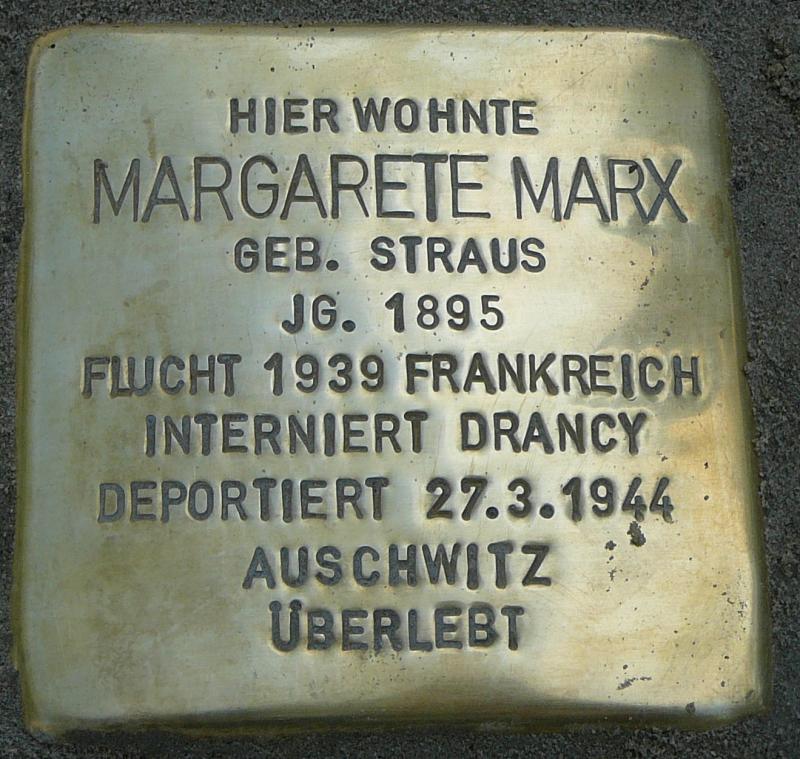 HIER WOHNTE
MARGARETE MARX
GEB. STRAUS
JG. 1895
FLUCHT 1939 FRANKREICH
INTERNIERT DRANCY
DEPORTIERT 27.3.1944
AUSCHWITZ
ÜBERLEBT